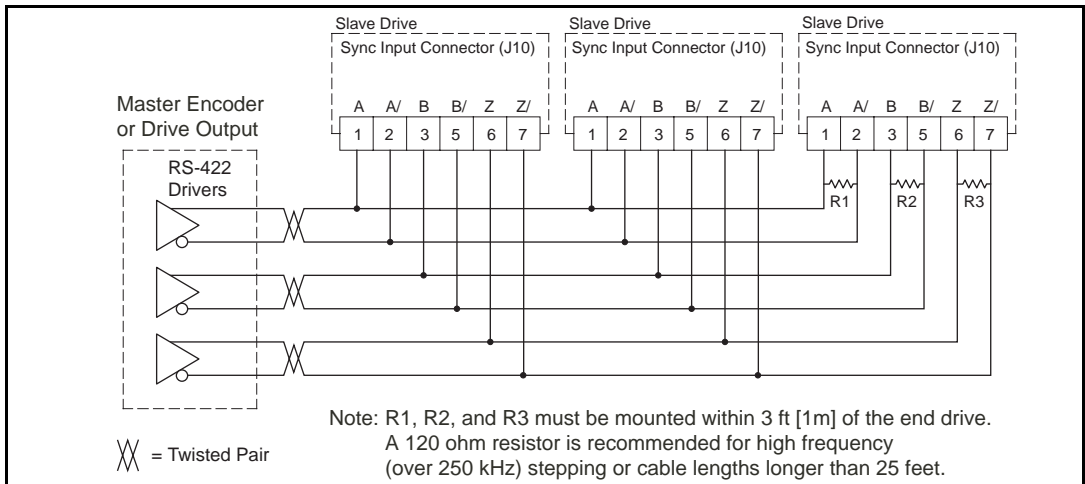 Slave Drive
Sync Input Connector (J10)
A A/ B B/ Z Z/
1 2 3 5 6 7
Slave Drive
Sync Input Connector (J10)
A A/ B B/ Z Z/
1 2 3 5 6 7
Slave Drive
Sync Input Connector (J10)
A A/ B B/ Z Z/
1 2 3 5 6 7
R1 R2 R3
Master Encoder
or Drive Output
RS-422
Drivers
Note: R1, R2, and R3 must be mounted within 3 ft [1m] of the end drive.
A 120 ohm resistor is recommended for high frequency
(over 250 kHz) stepping or cable lengths longer than 25 feet.
= Twisted Pair